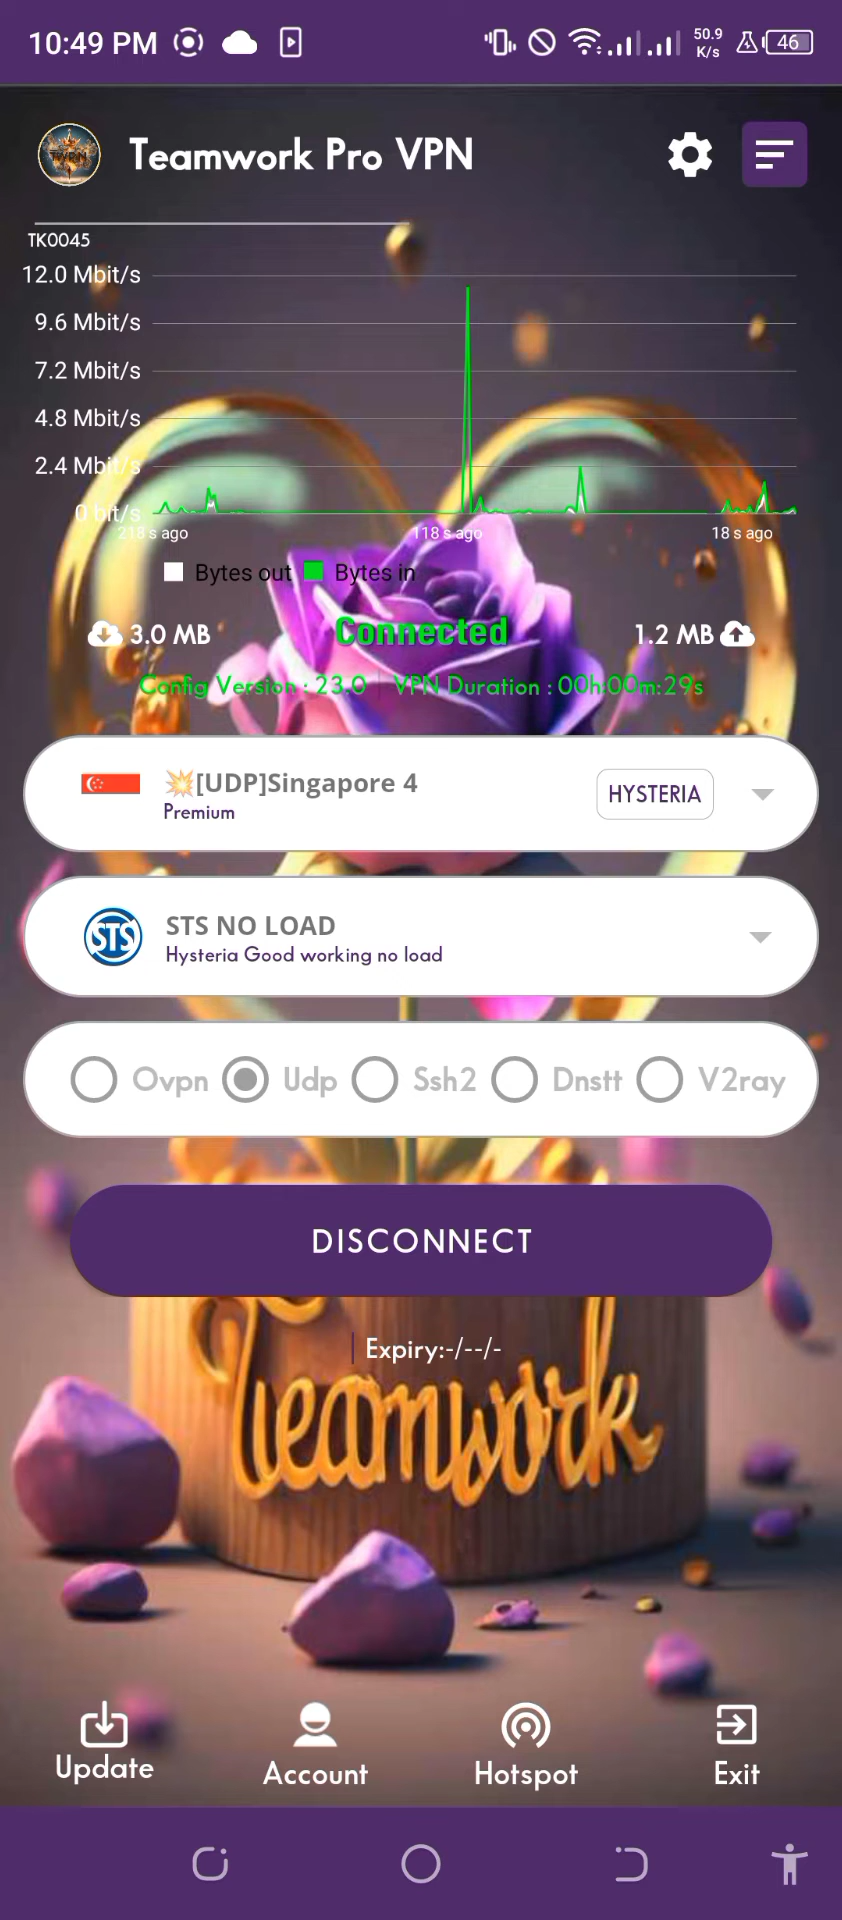 10:49 PM
50.9
K/s
46
Teamwork Pro VPN
TK0045
12.0 Mbit/s
9.6 Mbit/s
7.2 Mbit/s
4.8 Mbit/s
2.4 Mbit/s
0 bit/s
218 s ago 118 s ago 18 s ago
Bytes out Bytes in
3.0 MB Connected 1.2 MB
Config Version : 23.0 | VPN Duration : 00h:00m:29s
💥[UDP]Singapore 4
Premium
HYSTERIA
STS
STS NO LOAD
Hysteria Good working no load
Ovpn Udp Ssh2 Dnstt V2ray
DISCONNECT
| Expiry:-/--/-
Teamwork
Update Account Hotspot Exit